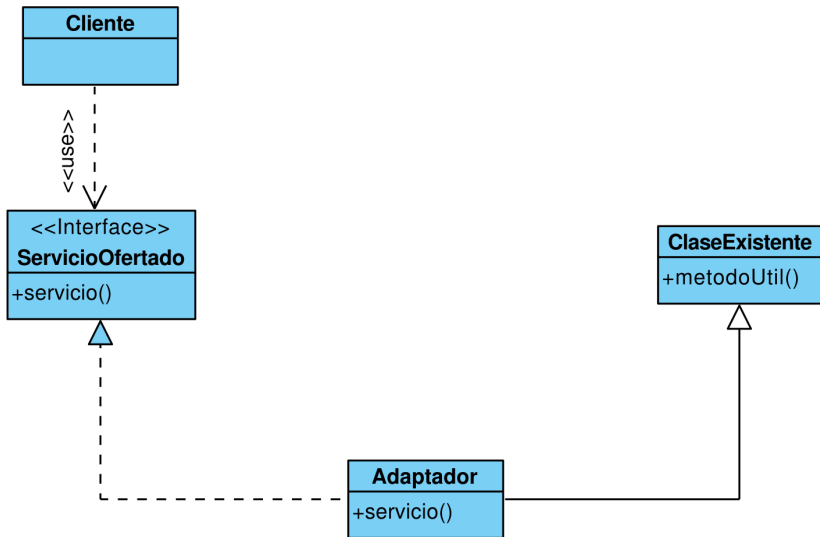 Cliente
<<use>>
<<Interface>>
ServicioOfertado
+servicio()
ClaseExistente
+metodoUtil()
Adaptador
+servicio()